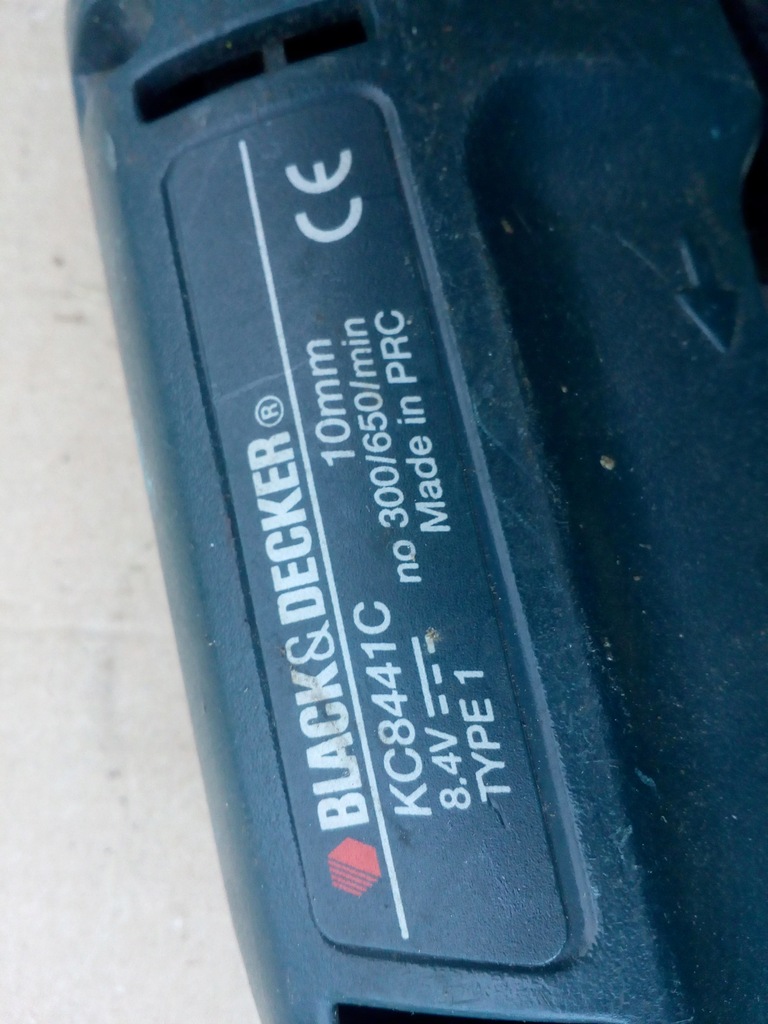 BLACK&DECKER®
KC8441C 10mm
8.4V no 300/650/min
TYPE 1 Made in PRC
CE